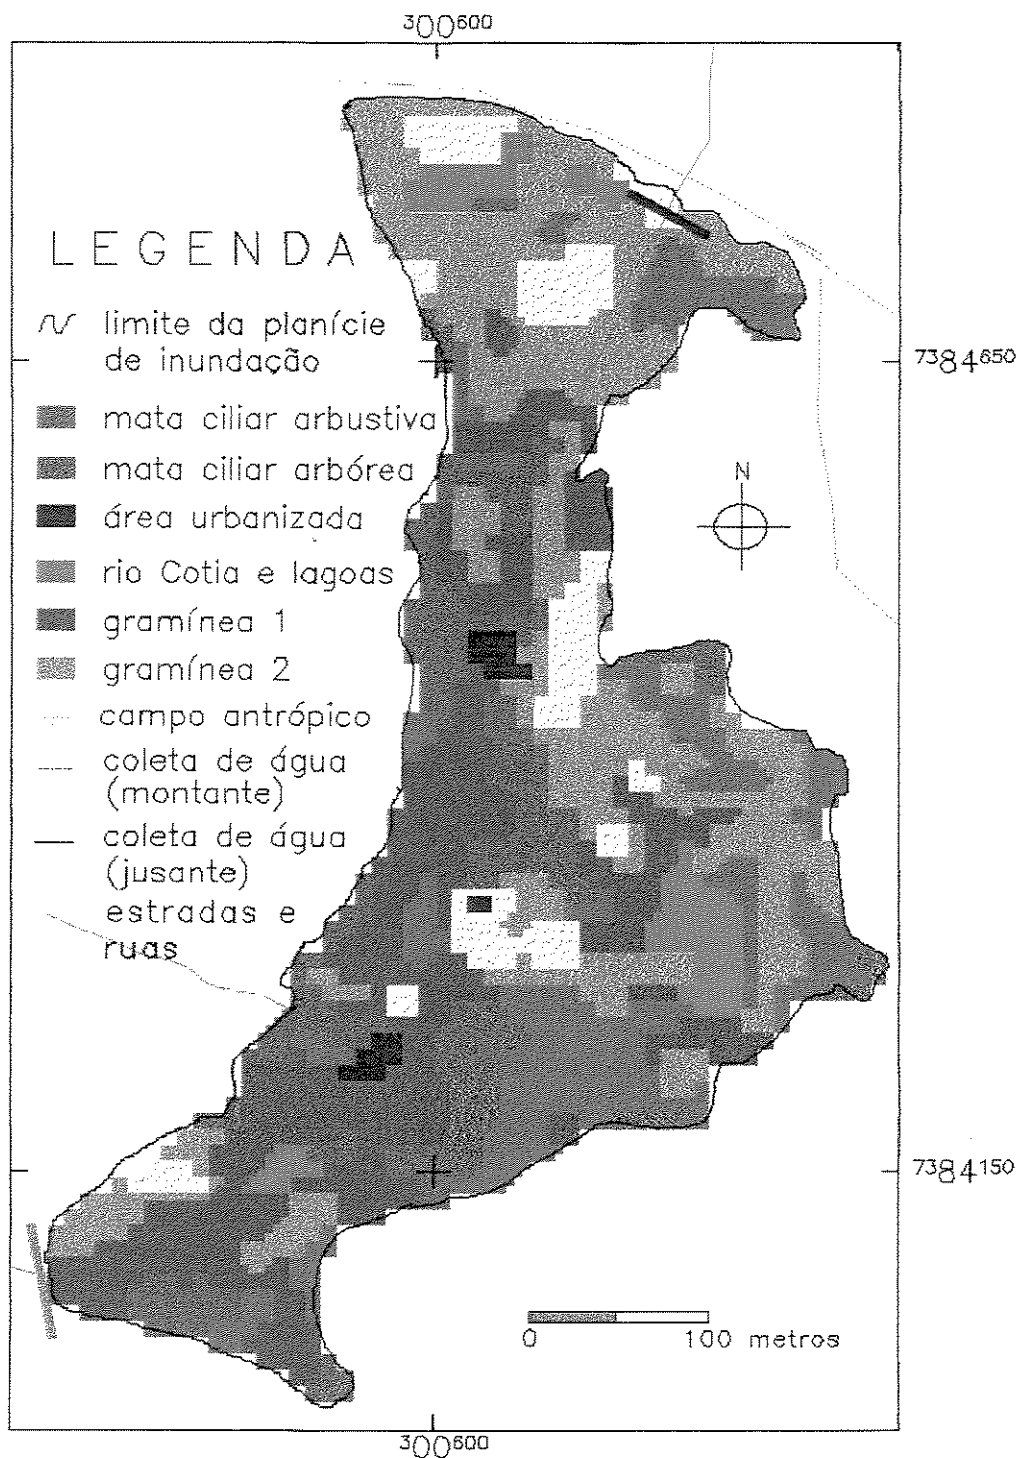 300600
LEGENDA
limite da planície
de inundação
7384650
mata ciliar arbustiva
mata ciliar arbórea
N
área urbanizada
rio Cotia e lagoas
gramínea 1
gramínea 2
campo antrópico
coleta de água
(montante)
coleta de água
(jusante)
estradas e
ruas
7384150
0 100 metros
300600